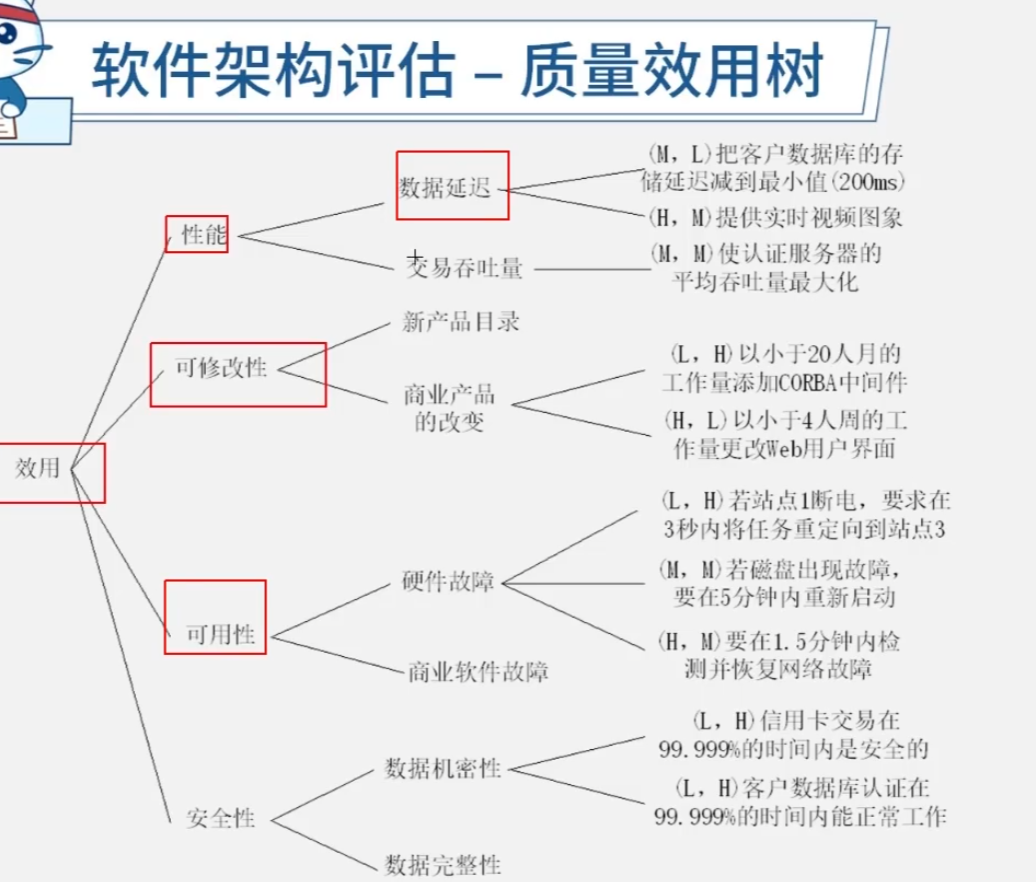 软件架构评估 – 质量效用树
效用
性能
数据延迟
(M, L)把客户数据库的存
储延迟减到最小值(200ms)
(H, M)提供实时视频图象
交易吞吐量
(M, M)使认证服务器的
平均吞吐量最大化
可修改性
新产品目录
商业产品
的改变
(L, H)以小于20人月的
工作量添加CORBA中间件
(H, L)以小于4人周的工
作量更改Web用户界面
可用性
硬件故障
(L, H)若站点1断电, 要求在
3秒内将任务重定向到站点3
(M, M)若磁盘出现故障,
要在5分钟内重新启动
(H, M)要在1.5分钟内检
测并恢复网络故障
商业软件故障
安全性
数据机密性
(L, H)信用卡交易在
99.999%的时间内是安全的
(L, H)客户数据库认证在
99.999%的时间内能正常工作
数据完整性